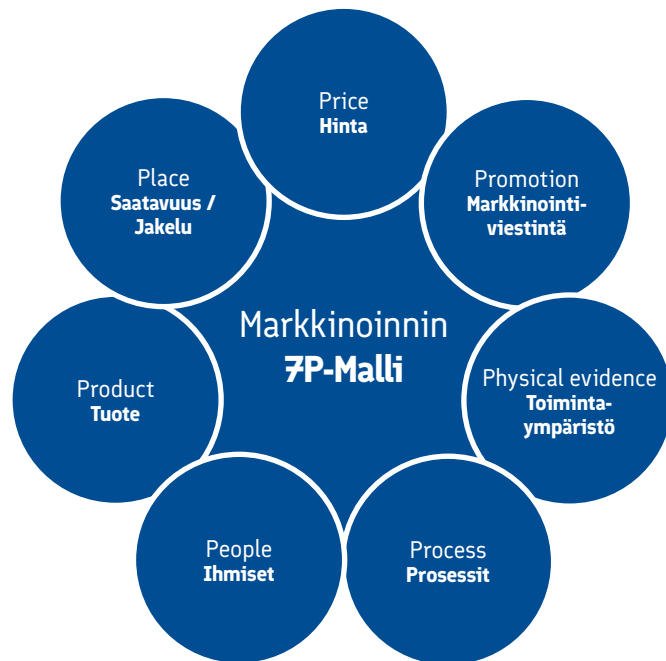 Price
Hinta
Promotion
Markkinointi-
viestintä
Physical evidence
Toiminta-
ympäristö
Process
Prosessit
People
Ihmiset
Product
Tuote
Place
Saatavuus /
Jakelu
Markkinoinnin
7P-Malli